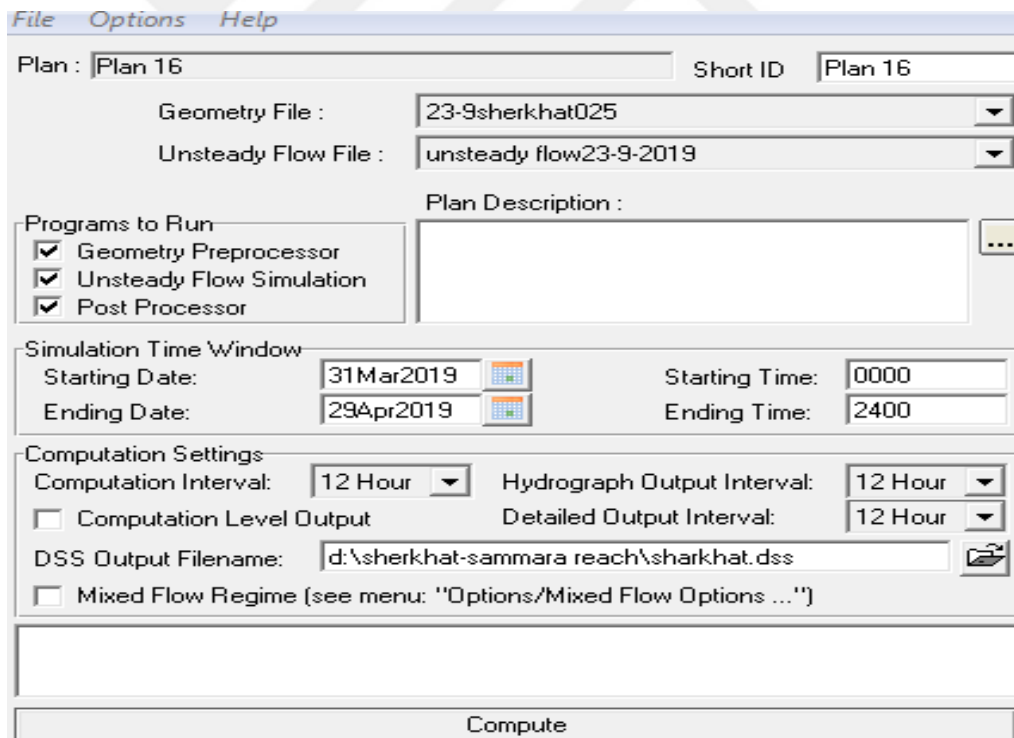 File Options Help
Plan : Plan 16 Short ID Plan 16
Geometry File : 23-9sherkhat025
Unsteady Flow File : unsteady flow23-9-2019
Plan Description :
Programs to Run
Geometry Preprocessor
Unsteady Flow Simulation
Post Processor
...
Simulation Time Window
Starting Date: 31Mar2019 Starting Time: 0000
Ending Date: 29Apr2019 Ending Time: 2400
Computation Settings
Computation Interval: 12 Hour Hydrograph Output Interval: 12 Hour
Computation Level Output Detailed Output Interval: 12 Hour
DSS Output Filename: d:\sherkhat-sammara reach\sharkhat.dss
Mixed Flow Regime (see menu: "Options/Mixed Flow Options ...")
Compute